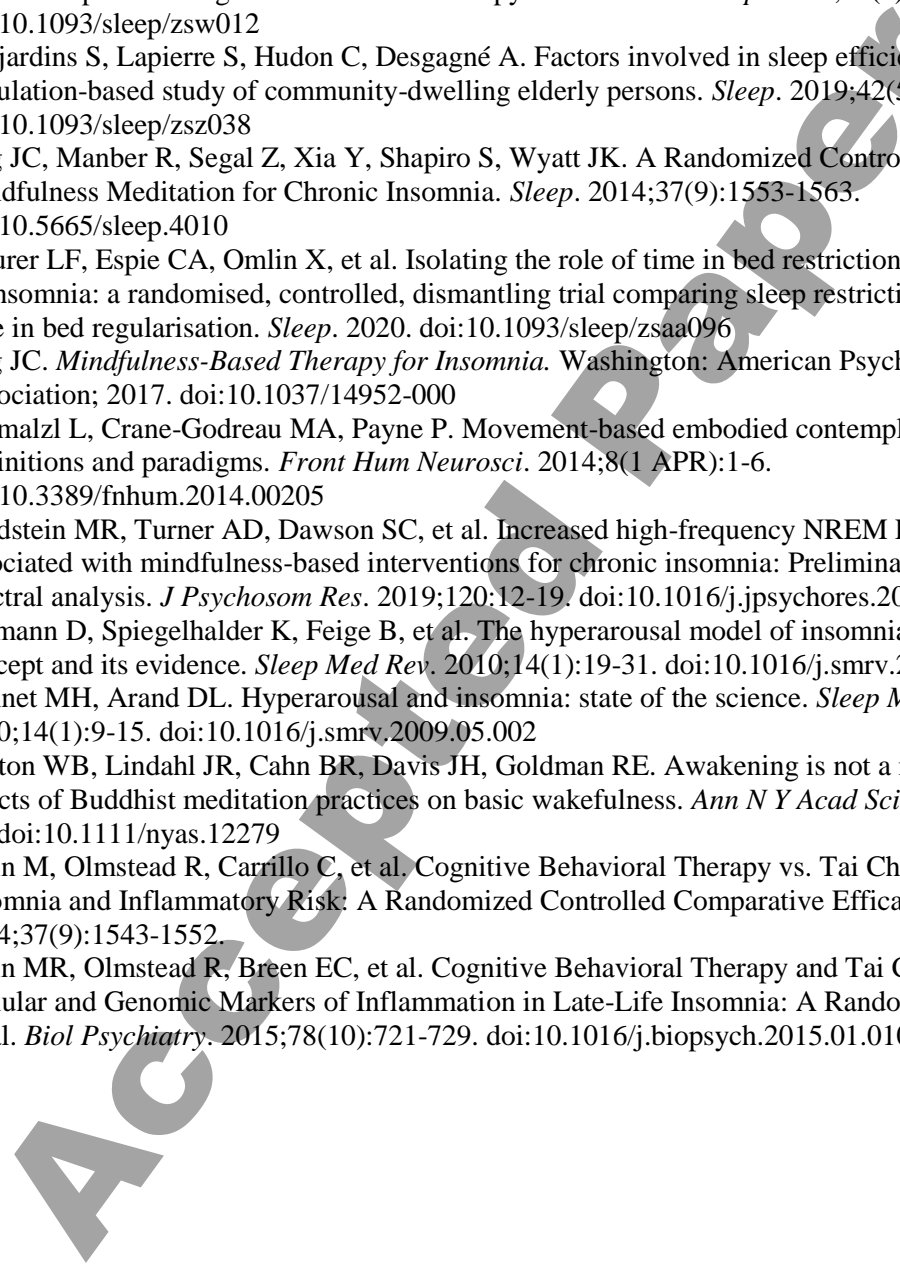 10.1093/sleep/zsw012
jardins S, Lapierre S, Hudon C, Desgagné A. Factors involved in sleep efficie
ulation-based study of community-dwelling elderly persons. Sleep. 2019;42(5
10.1093/sleep/zsz038
JC, Manber R, Segal Z, Xia Y, Shapiro S, Wyatt JK. A Randomized Contro
dfulness Meditation for Chronic Insomnia. Sleep. 2014;37(9):1553-1563.
10.5665/sleep.4010
urer LF, Espie CA, Omlin X, et al. Isolating the role of time in bed restriction
nsomnia: a randomised, controlled, dismantling trial comparing sleep restricti
e in bed regularisation. Sleep. 2020. doi:10.1093/sleep/zsaa096
JC. Mindfulness-Based Therapy for Insomnia. Washington: American Psych
ociation; 2017. doi:10.1037/14952-000
malzl L, Crane-Godreau MA, Payne P. Movement-based embodied contempl
initions and paradigms. Front Hum Neurosci. 2014;8(1 APR):1-6.
10.3389/fnhum.2014.00205
dstein MR, Turner AD, Dawson SC, et al. Increased high-frequency NREM E
ociated with mindfulness-based interventions for chronic insomnia: Prelimina
ctral analysis. J Psychosom Res. 2019;120:12-19. doi:10.1016/j.jpsychores.20
mann D, Spiegelhalder K, Feige B, et al. The hyperarousal model of insomnia
cept and its evidence. Sleep Med Rev. 2010;14(1):19-31. doi:10.1016/j.smrv.2
nnet MH, Arand DL. Hyperarousal and insomnia: state of the science. Sleep M
0;14(1):9-15. doi:10.1016/j.smrv.2009.05.002
ton WB, Lindahl JR, Cahn BR, Davis JH, Goldman RE. Awakening is not a
cts of Buddhist meditation practices on basic wakefulness. Ann N Y Acad Sci
doi:10.1111/nyas.12279
n M, Olmstead R, Carrillo C, et al. Cognitive Behavioral Therapy vs. Tai Ch
omnia and Inflammatory Risk: A Randomized Controlled Comparative Effica
4;37(9):1543-1552.
n MR, Olmstead R, Breen EC, et al. Cognitive Behavioral Therapy and Tai C
lular and Genomic Markers of Inflammation in Late-Life Insomnia: A Rando
al. Biol Psychiatry. 2015;78(10):721-729. doi:10.1016/j.biopsych.2015.01.010
Accepted Paper